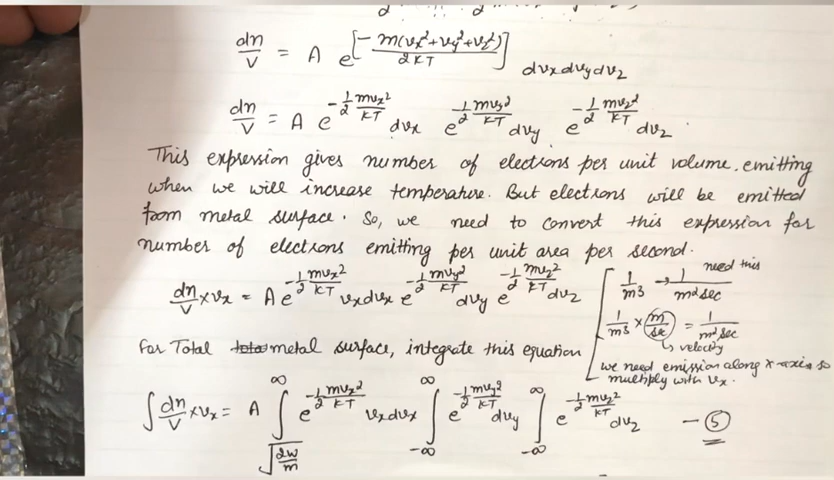 dn/V = A e^[-m(vx²+vy²+vz²)/2KT] dvx dvy dvz
dn/V = A e^(-1/2 mvx²/KT) dvx e^(-1/2 mvy²/KT) dvy e^(-1/2 mvz²/KT) dvz.
This expression gives number of electrons per unit volume, emitting
when we will increase temperature. But electrons will be emitted
from metal surface. So, we need to convert this expression for
number of electrons emitting per unit area per second.
dn/V × vx = A e^(-1/2 mvx²/KT) vx dvx e^(-1/2 mvy²/KT) dvy e^(-1/2 mvz²/KT) dvz
1/m3 → 1/m²sec need this
1/m3 × m/sec = 1/m²sec
↳ velocity
we need emission along x-axis so
multiply with vx.
For Total metal surface, integrate this equation
∫ dn/V × vx = A ∫_{√(2W/m)}^{∞} e^(-1/2 mvx²/KT) vx dvx ∫_{-∞}^{∞} e^(-1/2 mvy²/KT) dvy ∫_{-∞}^{∞} e^(-1/2 mvz²/KT) dvz - ⑤